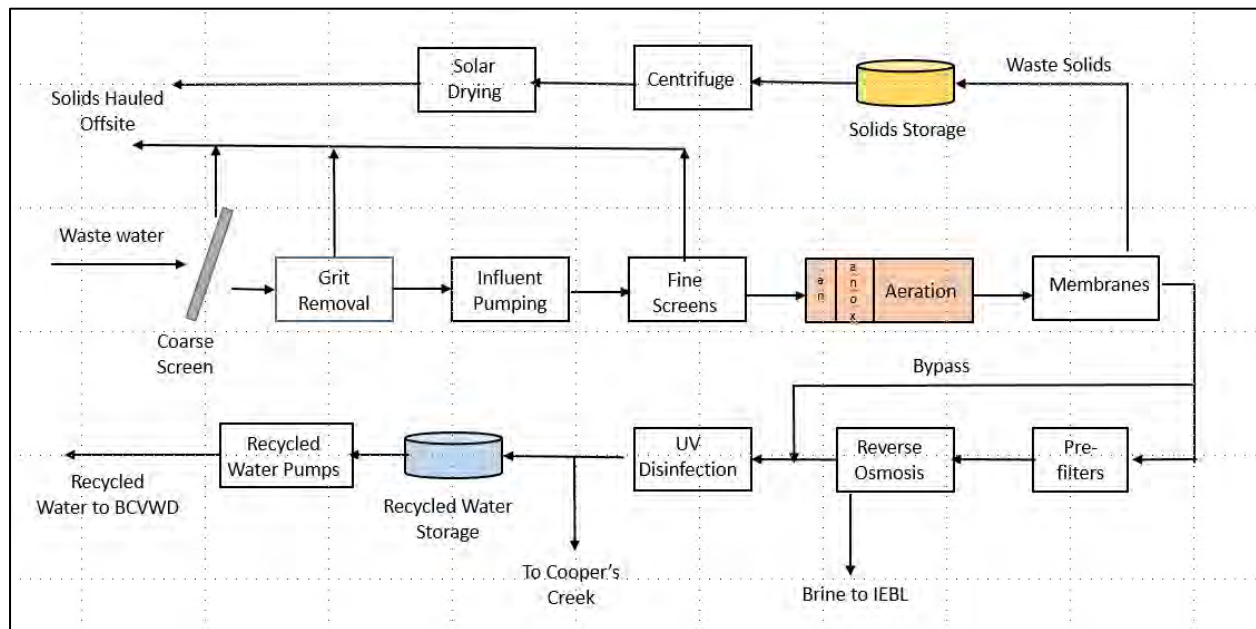 Solar
Drying
Centrifuge
Waste Solids
Solids Hauled
Offsite
Solids Storage
Waste water
Grit
Removal
Influent
Pumping
Fine
Screens
an
anox
Aeration
Membranes
Coarse
Screen
Bypass
Recycled
Water Pumps
UV
Disinfection
Reverse
Osmosis
Pre-
filters
Recycled
Water to BCVWD
Recycled Water
Storage
To Cooper's
Creek
Brine to IEBL